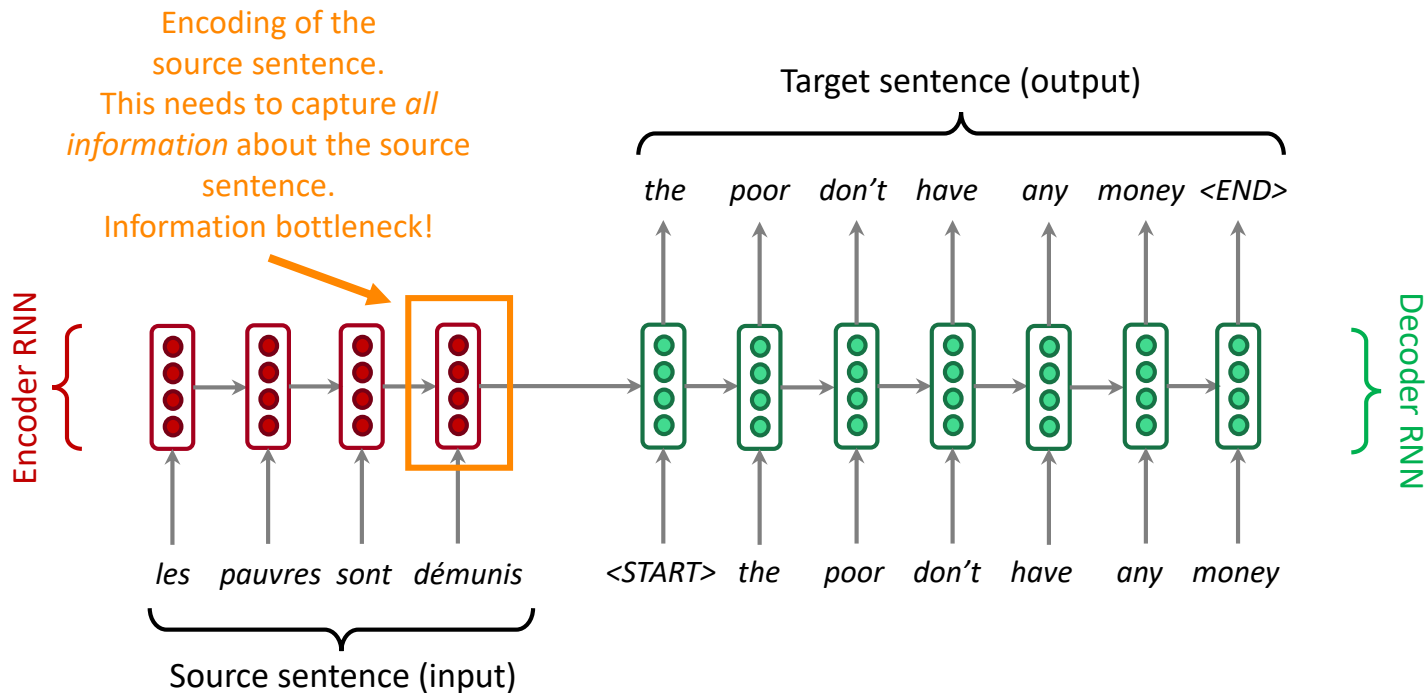 Encoding of the
source sentence.
This needs to capture all
information about the source
sentence.
Information bottleneck!
Target sentence (output)
the poor don’t have any money <END>
Encoder RNN
Decoder RNN
les pauvres sont démunis
<START> the poor don’t have any money
Source sentence (input)